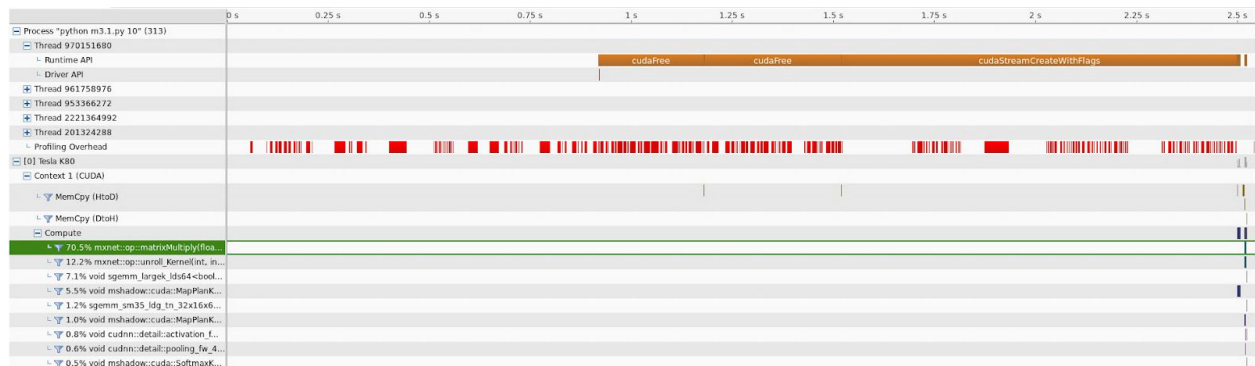 0 s 0.25 s 0.5 s 0.75 s 1 s 1.25 s 1.5 s 1.75 s 2 s 2.25 s 2.5 s
Process "python m3.1.py 10" (313)
Thread 970151680
Runtime API cudaFree cudaFree cudaStreamCreateWithFlags
Driver API
Thread 961758976
Thread 953366272
Thread 2221364992
Thread 201324288
Profiling Overhead
[0] Tesla K80
Context 1 (CUDA)
MemCpy (HtoD)
MemCpy (DtoH)
Compute
70.5% mxnet::op::matrixMultiply(floa...
12.2% mxnet::op::unroll_Kernel(int, in...
7.1% void sgemm_largek_lds64<bool...
5.5% void mshadow::cuda::MapPlanK...
1.2% sgemm_sm35_ldg_tn_32x16x6...
1.0% void mshadow::cuda::MapPlanK...
0.8% void cudnn::detail::activation_f...
0.6% void cudnn::detail::pooling_fw_4...
0.5% void mshadow::cuda::SoftmaxK...